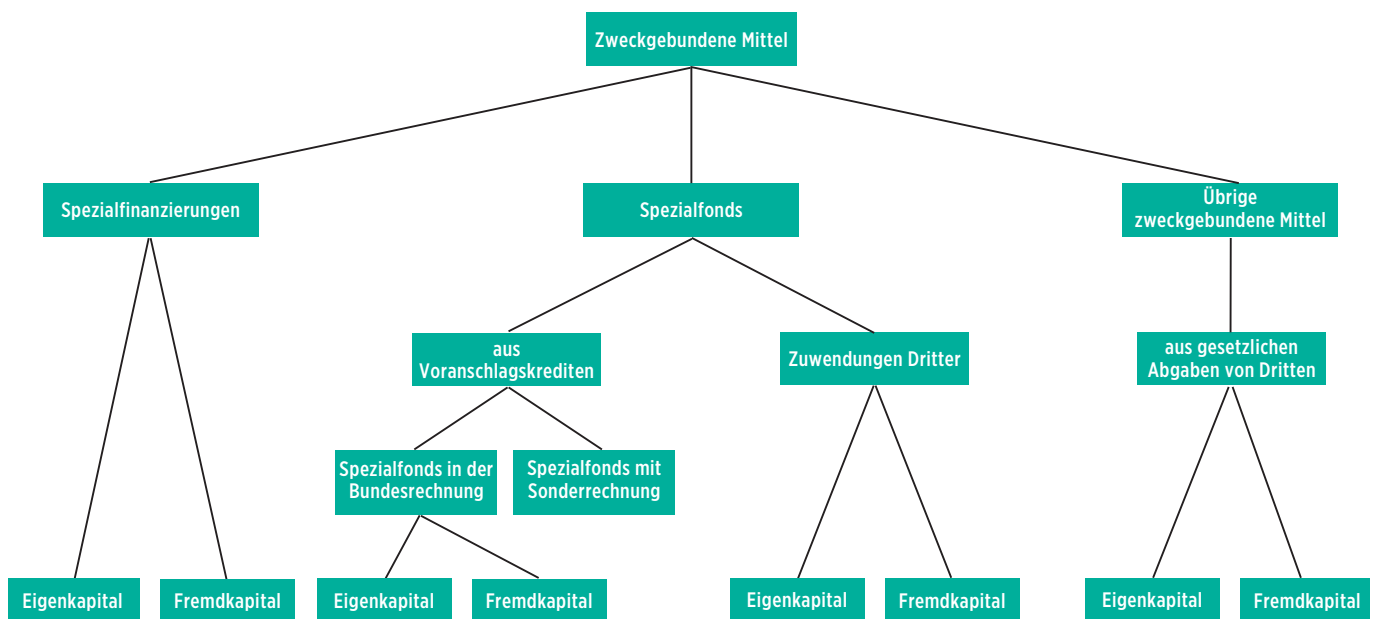 Zweckgebundene Mittel
Spezialfinanzierungen
Spezialfonds
Übrige
zweckgebundene Mittel
aus
Voranschlagskrediten
Zuwendungen Dritter
aus gesetzlichen
Abgaben von Dritten
Spezialfonds in der
Bundesrechnung
Spezialfonds mit
Sonderrechnung
Eigenkapital
Fremdkapital
Eigenkapital
Fremdkapital
Eigenkapital
Fremdkapital
Eigenkapital
Fremdkapital